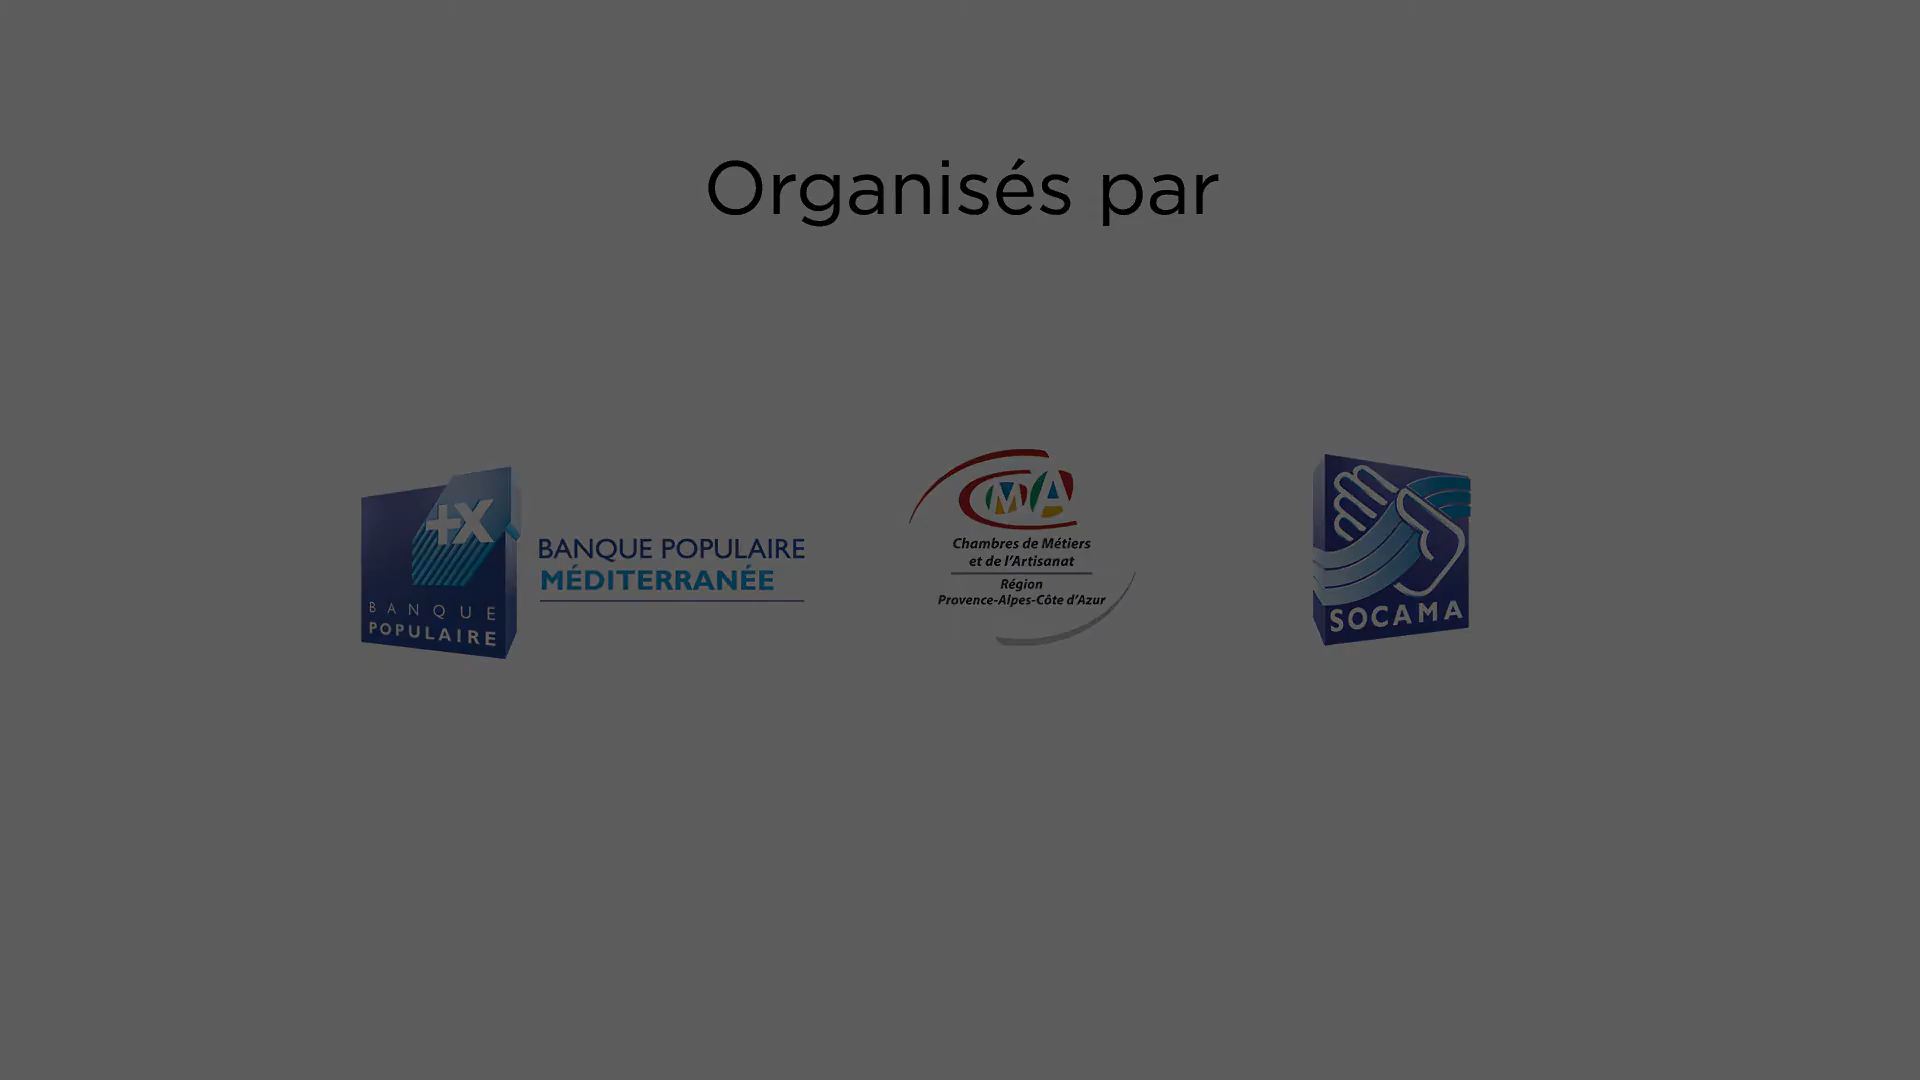 Organisés par
+X
BANQUE
POPULAIRE
BANQUE POPULAIRE
MÉDITERRANÉE
CMA
Chambres de Métiers
et de l'Artisanat
Région
Provence-Alpes-Côte d'Azur
SOCAMA